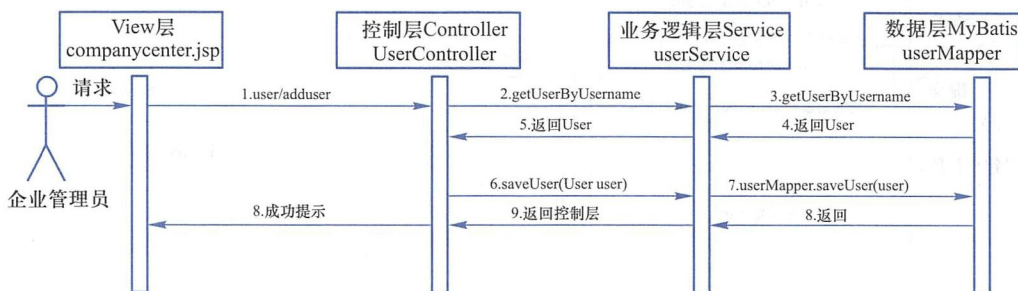 View层
companycenter.jsp
控制层Controller
UserController
业务逻辑层Service
userService
数据层MyBatis
userMapper
请求
1.user/adduser
2.getUserByUsername
3.getUserByUsername
5.返回User
4.返回User
企业管理员
6.saveUser(User user)
7.userMapper.saveUser(user)
8.成功提示
9.返回控制层
8.返回